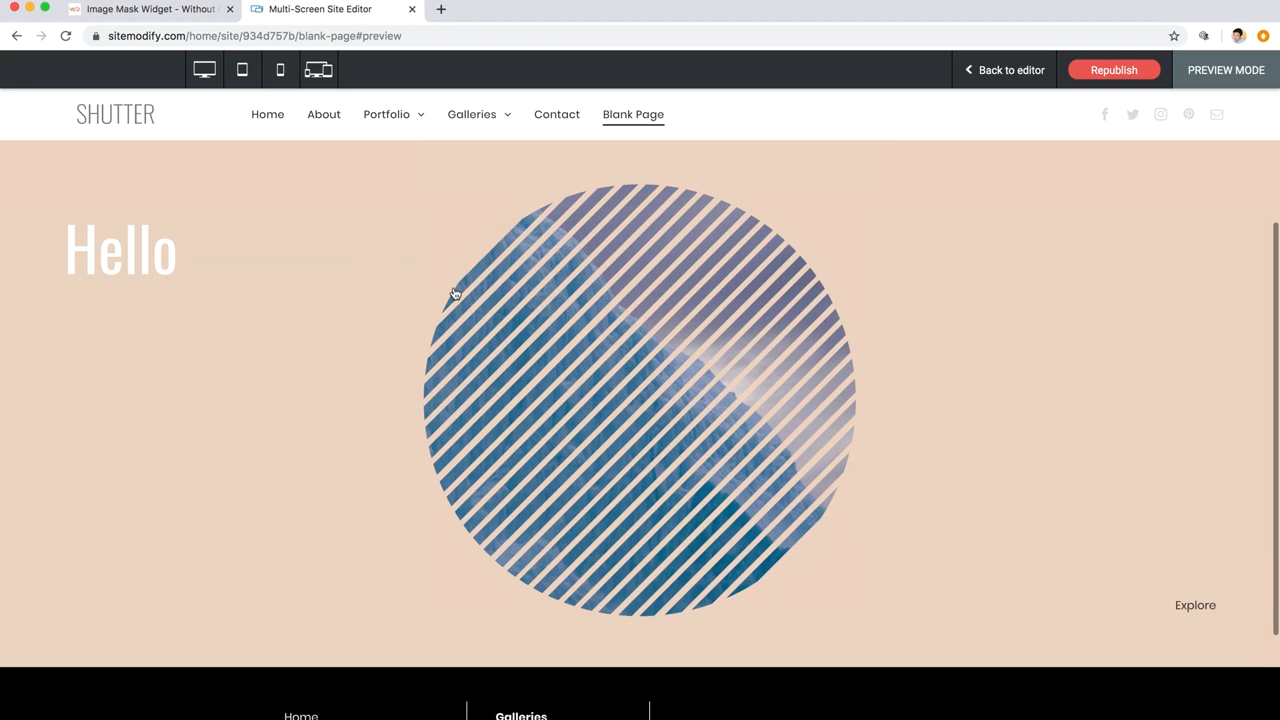 Image Mask Widget - Without
Multi-Screen Site Editor
sitemodify.com/home/site/934d757b/blank-page#preview
Back to editor
Republish
PREVIEW MODE
SHUTTER
Home
About
Portfolio
Galleries
Contact
Blank Page
Hello
Explore
Home
Galleries